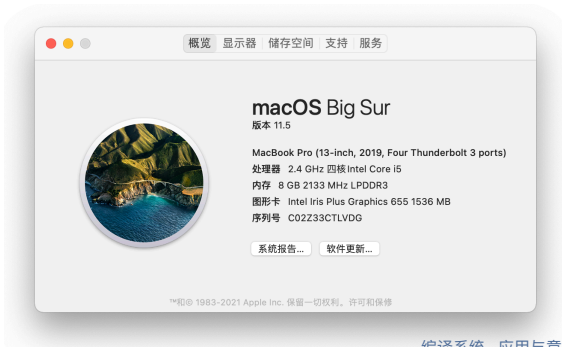 概览 显示器 储存空间 支持 服务
macOS Big Sur
版本 11.5
MacBook Pro (13-inch, 2019, Four Thunderbolt 3 ports)
处理器 2.4 GHz 四核Intel Core i5
内存 8 GB 2133 MHz LPDDR3
图形卡 Intel Iris Plus Graphics 655 1536 MB
序列号 C02Z33CTLVDG
系统报告... 软件更新...
™和© 1983-2021 Apple Inc. 保留一切权利。许可和保修